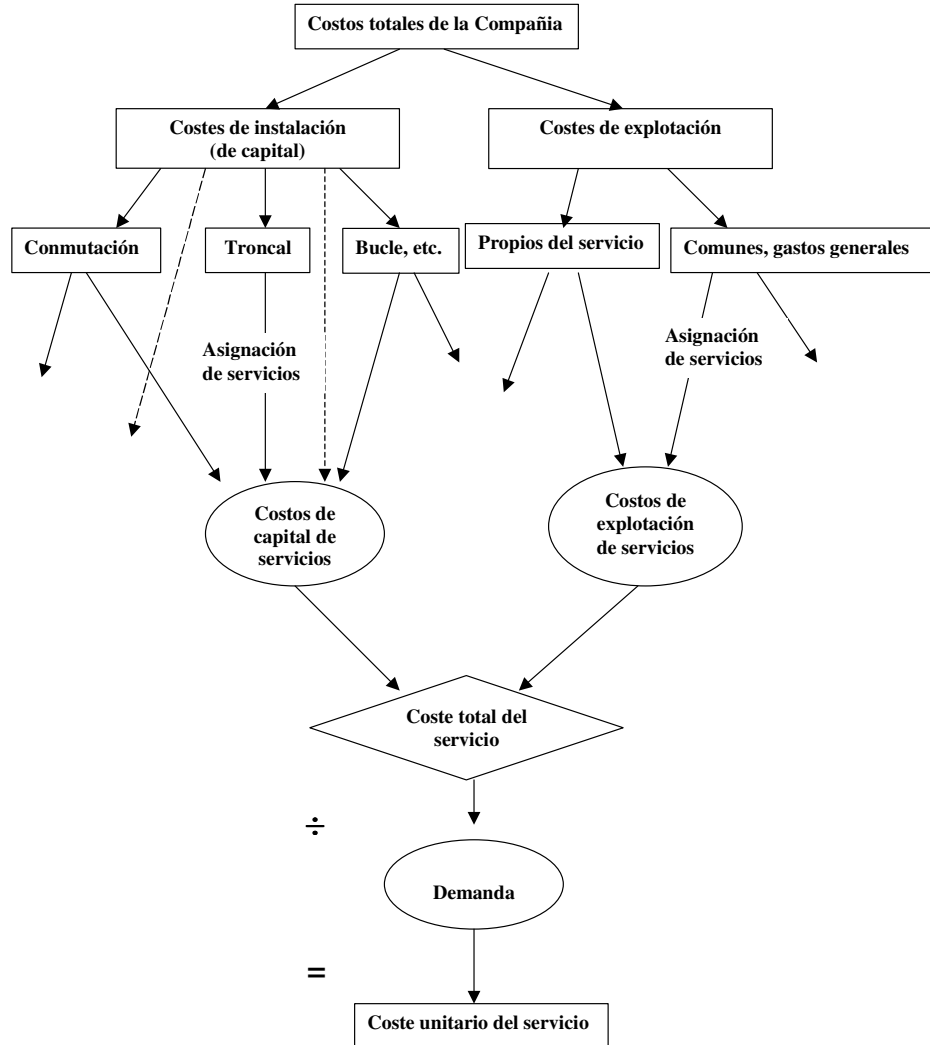 Costos totales de la Compañia
Costes de instalación
(de capital)
Costes de explotación
Conmutación
Troncal
Bucle, etc.
Propios del servicio
Comunes, gastos generales
Asignación
de servicios
Asignación
de servicios
Costos de
capital de
servicios
Costos de
explotación
de servicios
Coste total del
servicio
÷
Demanda
=
Coste unitario del servicio